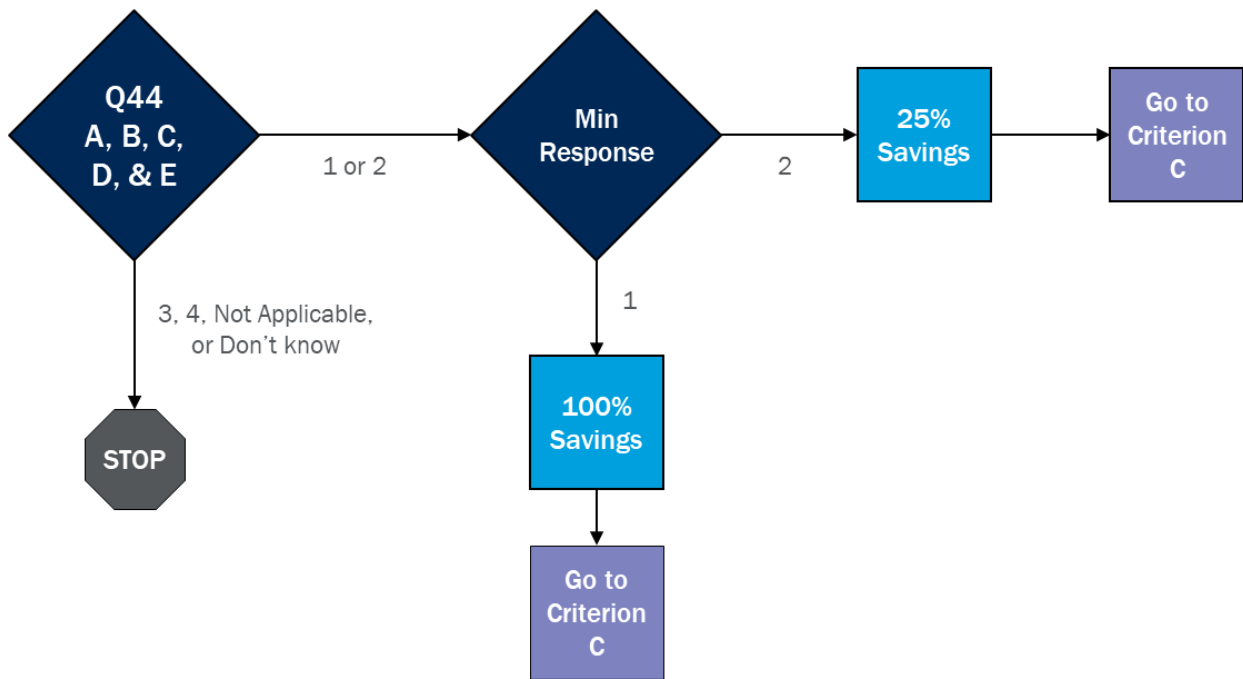 Q44
A, B, C,
D, & E
1 or 2
Min
Response
2
25%
Savings
Go to
Criterion
C
3, 4, Not Applicable,
or Don't know
STOP
1
100%
Savings
Go to
Criterion
C